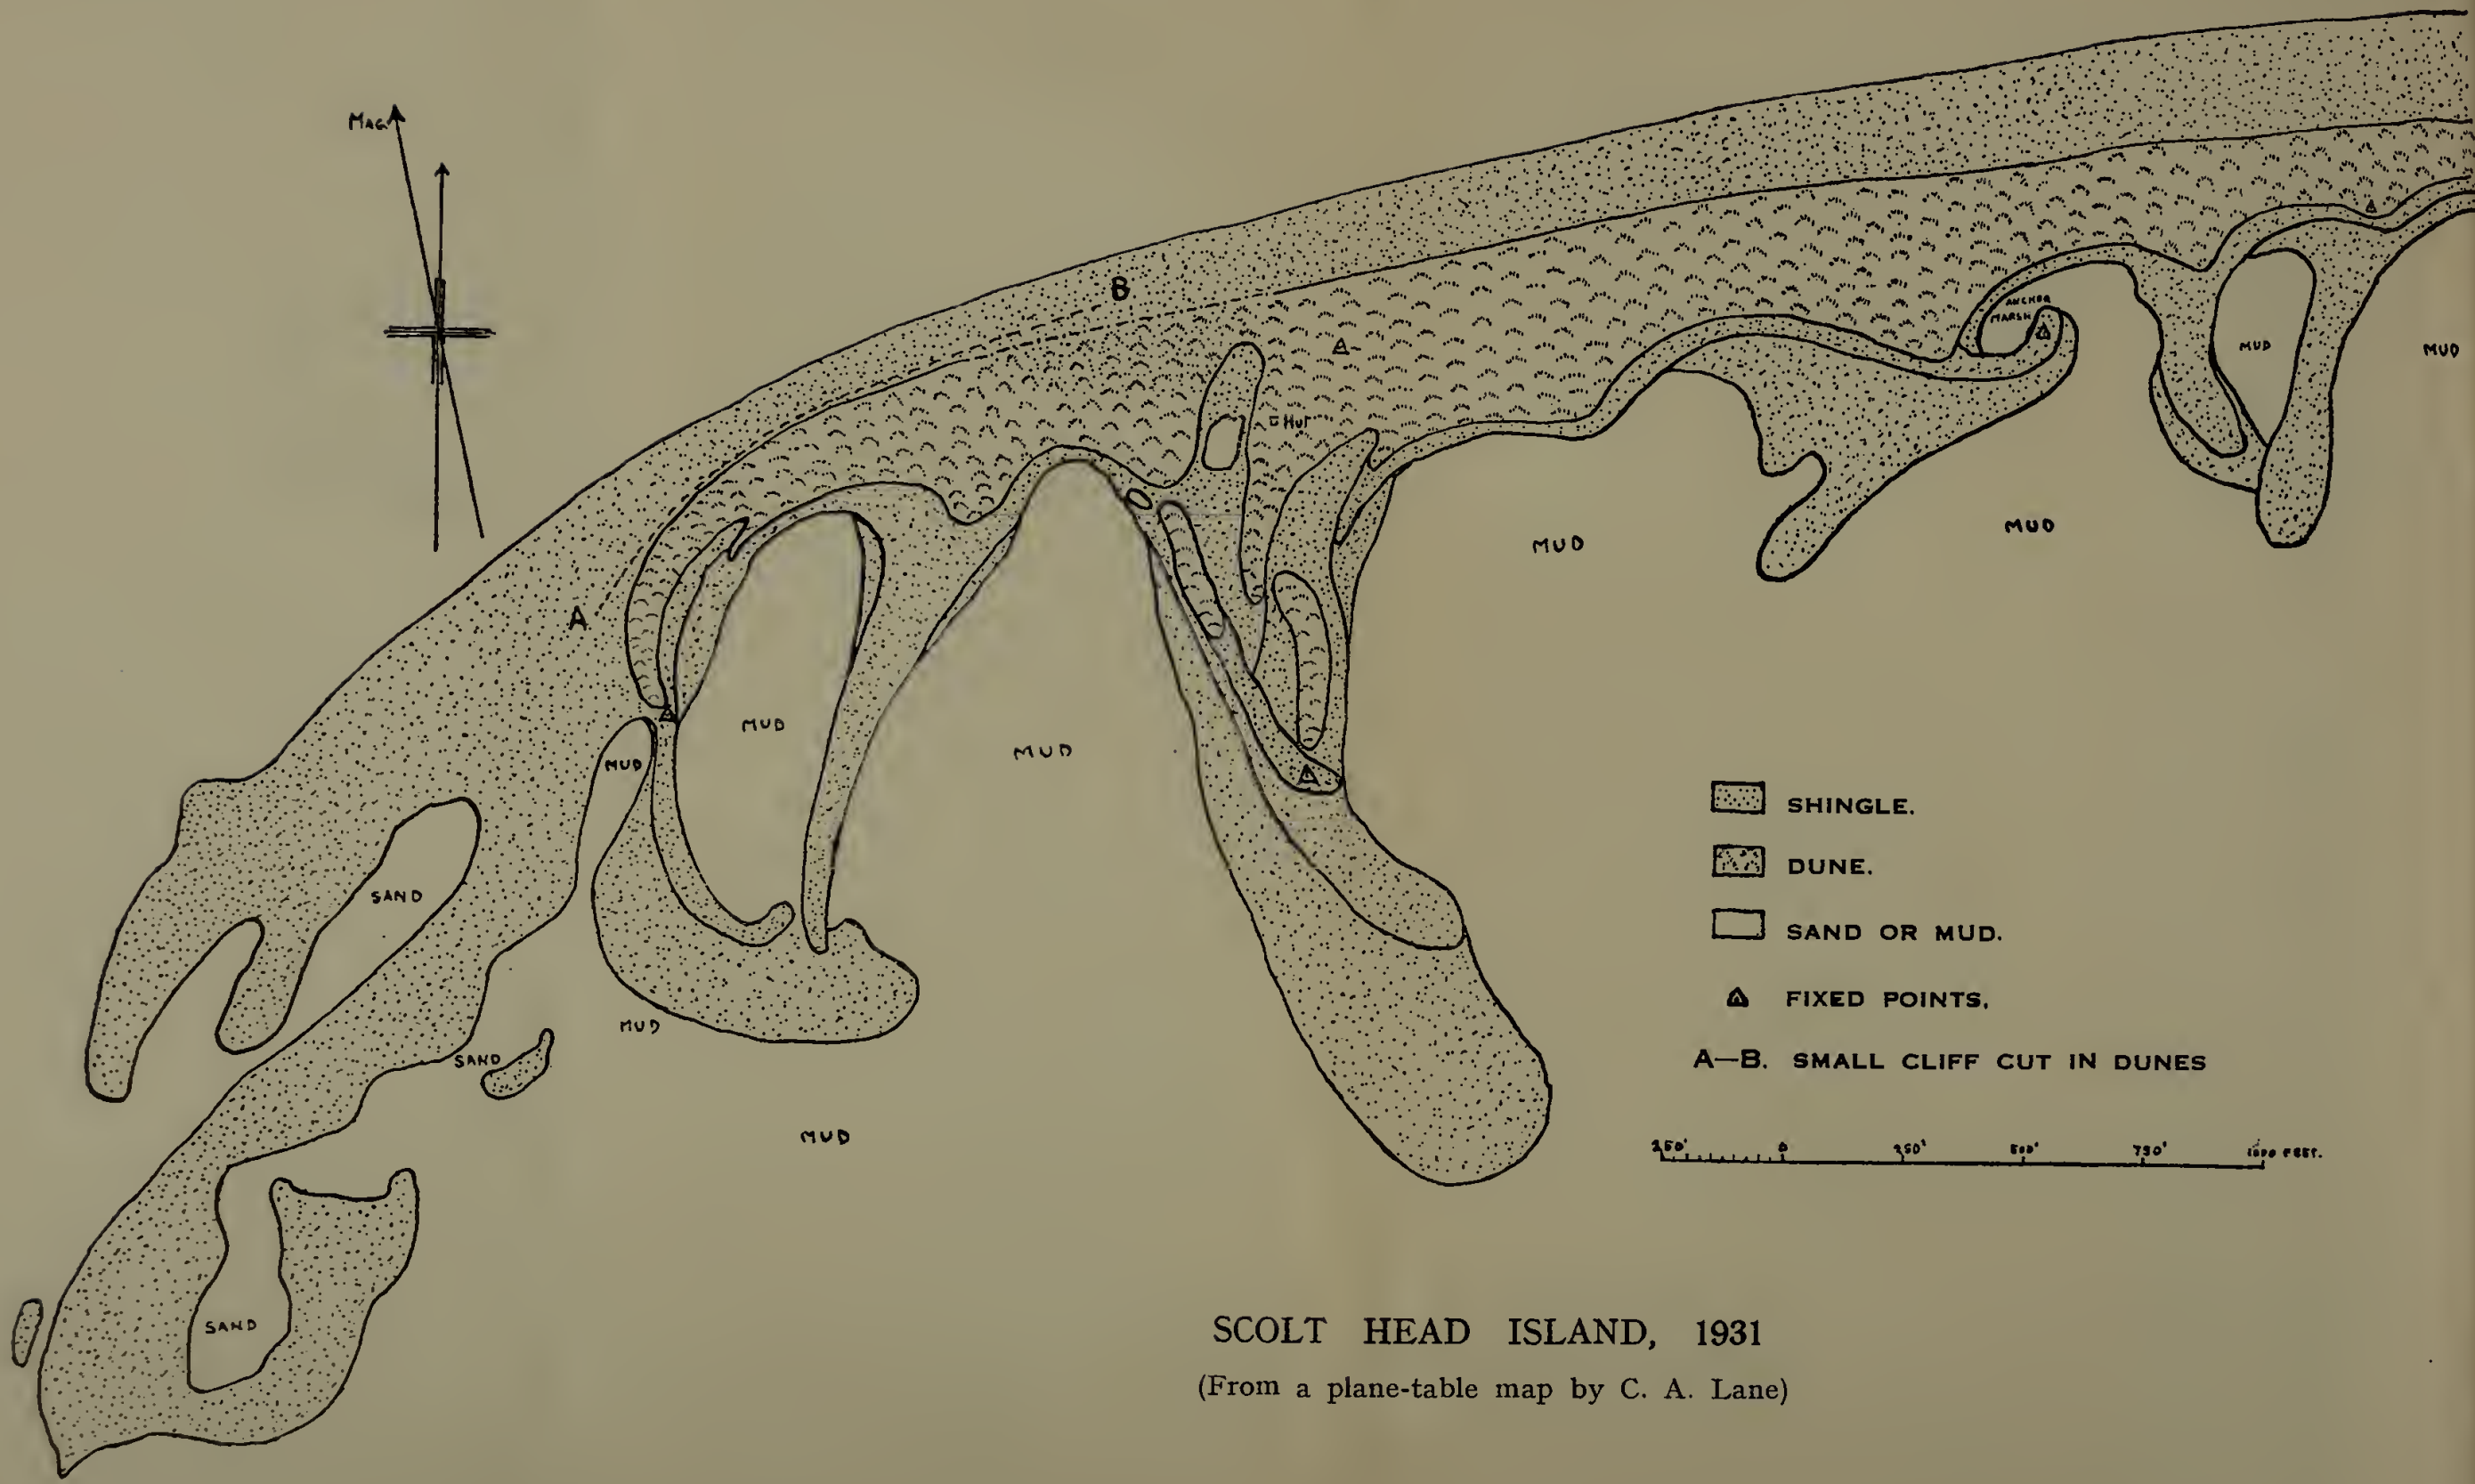 MAG.
B
ANCHOR
MARSH
MUD
MUD
HUT
MUD
MUD
A
MUD
MUD
MUD
SAND
MUD
SAND
MUD
SAND
SHINGLE.
DUNE.
SAND OR MUD.
FIXED POINTS.
A—B. SMALL CLIFF CUT IN DUNES
250' 0 250' 500' 750' 1000 FEET.
SCOLT HEAD ISLAND, 1931
(From a plane-table map by C. A. Lane)